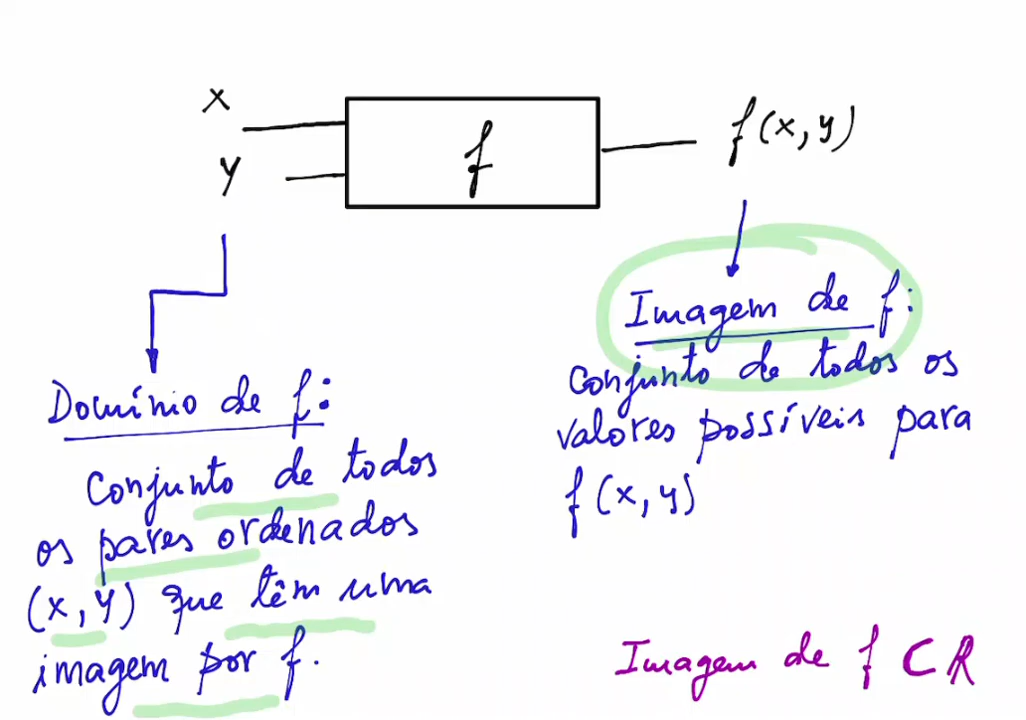 x
y
f
f(x, y)
Domínio de f:
Conjunto de todos
os pares ordenados
(x, y) que têm uma
imagem por f.
Imagem de f:
Conjunto de todos os
valores possíveis para
f(x, y)
Imagem de f ⊂ ℝ